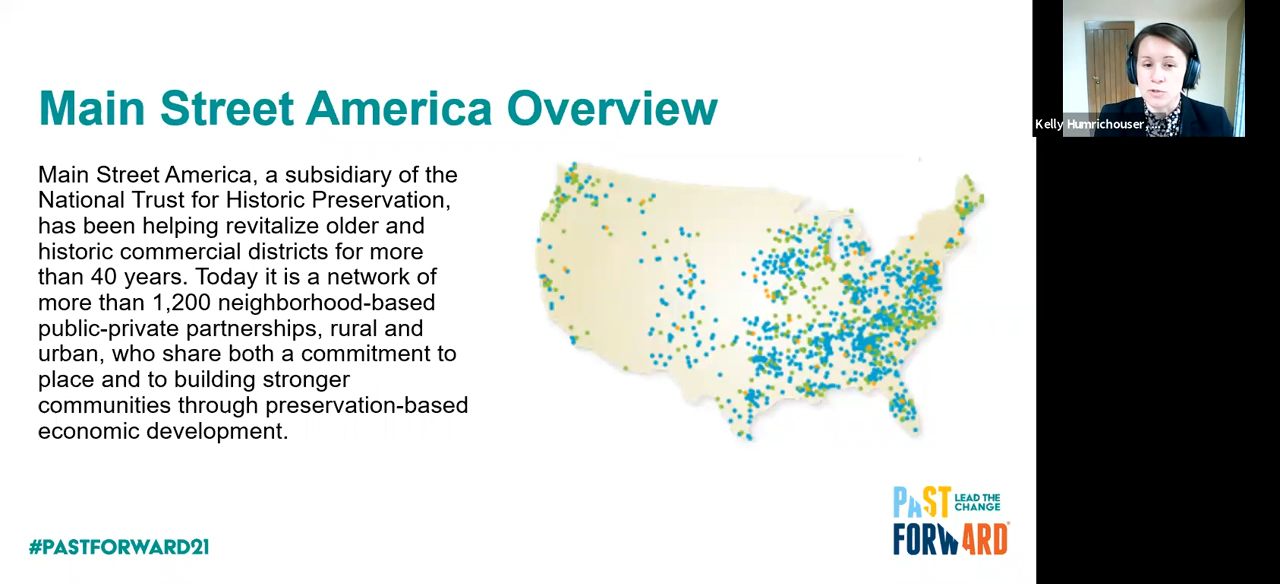 Main Street America Overview
Main Street America, a subsidiary of the
National Trust for Historic Preservation,
has been helping revitalize older and
historic commercial districts for more
than 40 years. Today it is a network of
more than 1,200 neighborhood-based
public-private partnerships, rural and
urban, who share both a commitment to
place and to building stronger
communities through preservation-based
economic development.
Kelly Humrichouser
PAST LEAD THE
CHANGE
FORWARD
#PASTFORWARD21